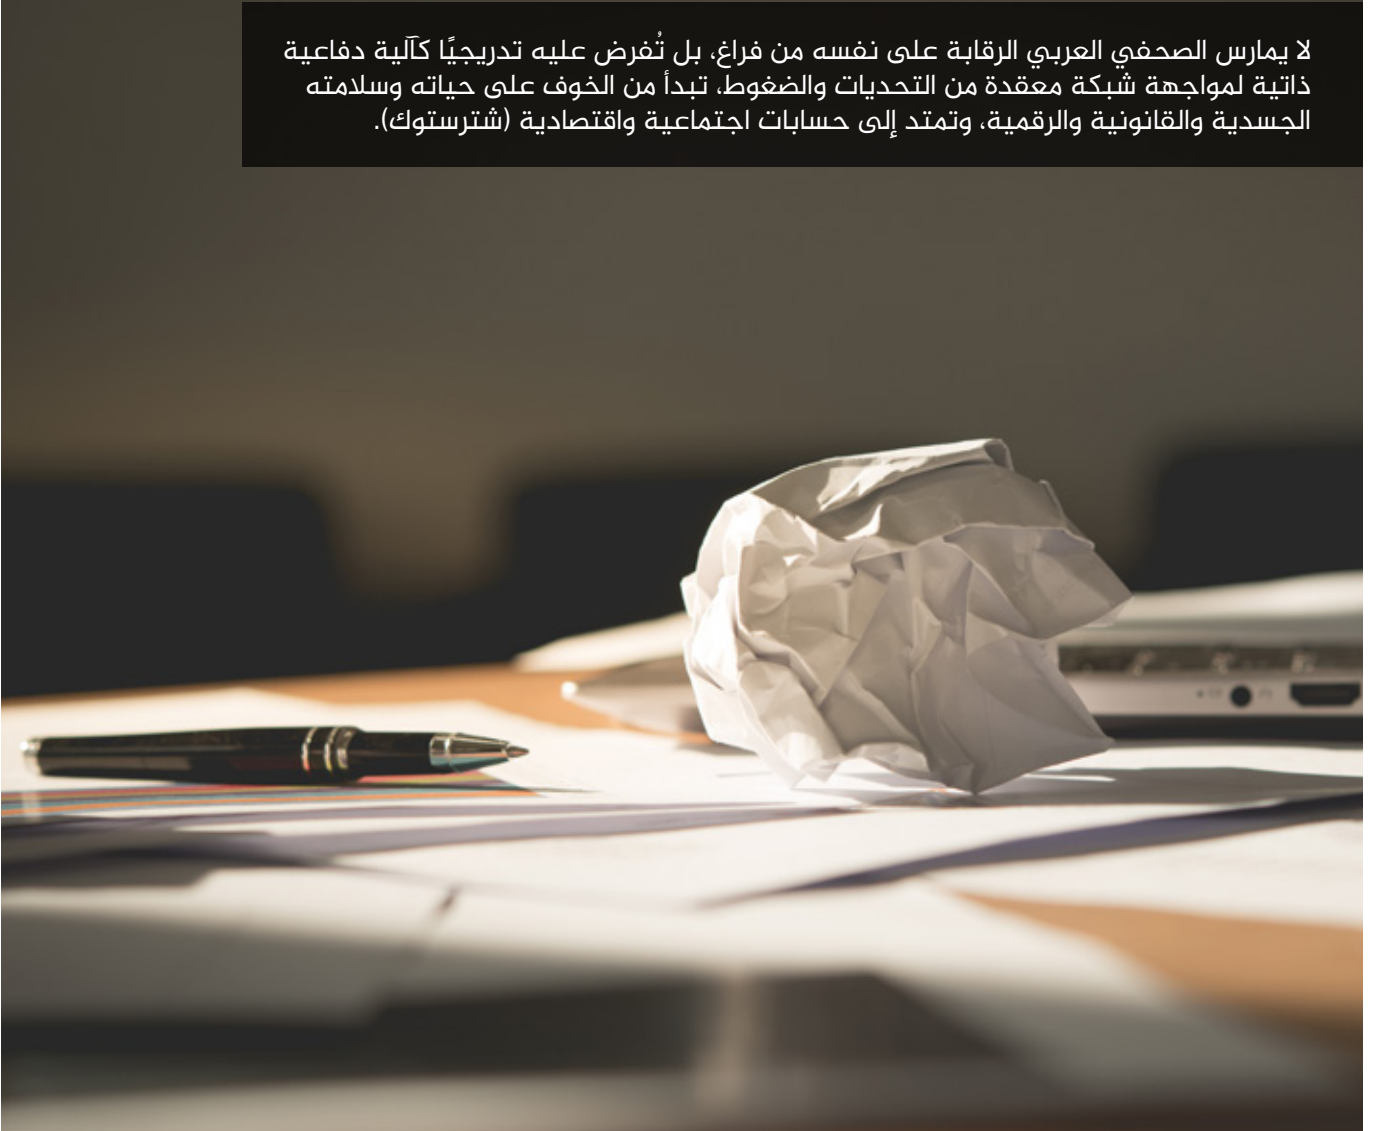 لا يمارس الصحفي العربي الرقابة على نفسه من فراغ، بل تُفرض عليه تدريجيًا كآلية دفاعية
ذاتية لمواجهة شبكة معقدة من التحديات والضغوط، تبدأ من الخوف على حياته وسلامته
الجسدية والقانونية والرقمية، وتمتد إلى حسابات اجتماعية واقتصادية (شترستوك).